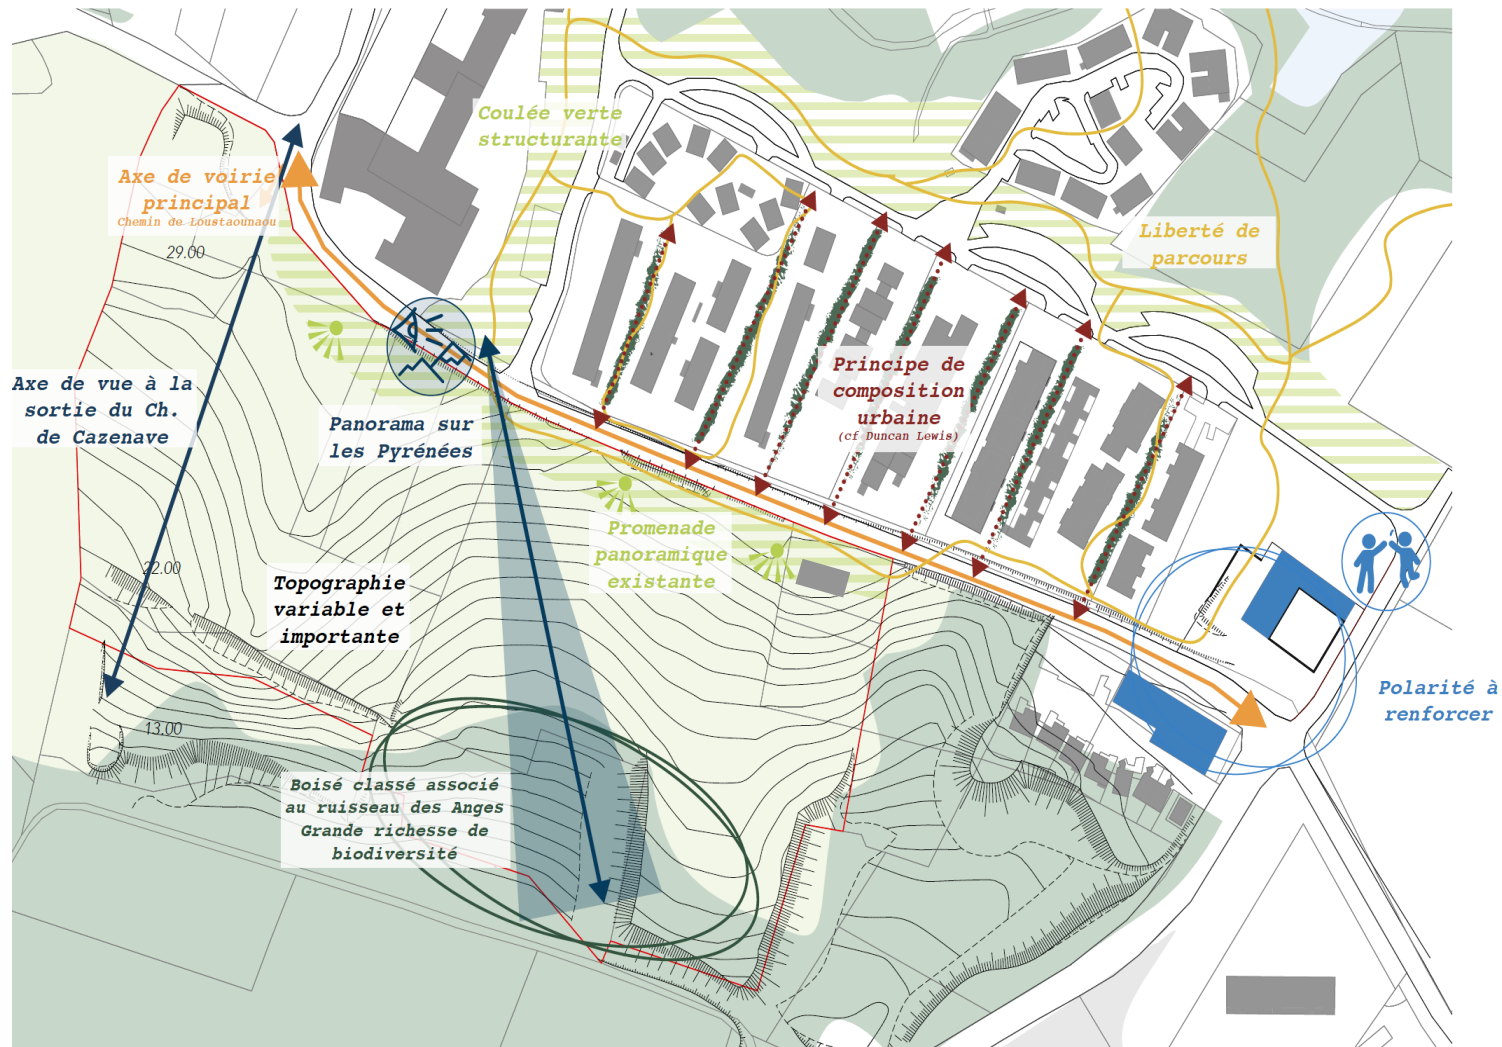 Coulée verte
structurante
Axe de voirie
principal
Chemin de Loustaounaou
29.00
Liberté de
parcours
Axe de vue à la
sortie du Ch.
de Cazenave
Panorama sur
les Pyrénées
Principe de
composition
urbaine
(cf Duncan Lewis)
Promenade
panoramique
existante
22.00
Topographie
variable et
importante
Polarité à
renforcer
13.00
Boisé classé associé
au ruisseau des Anges
Grande richesse de
biodiversité